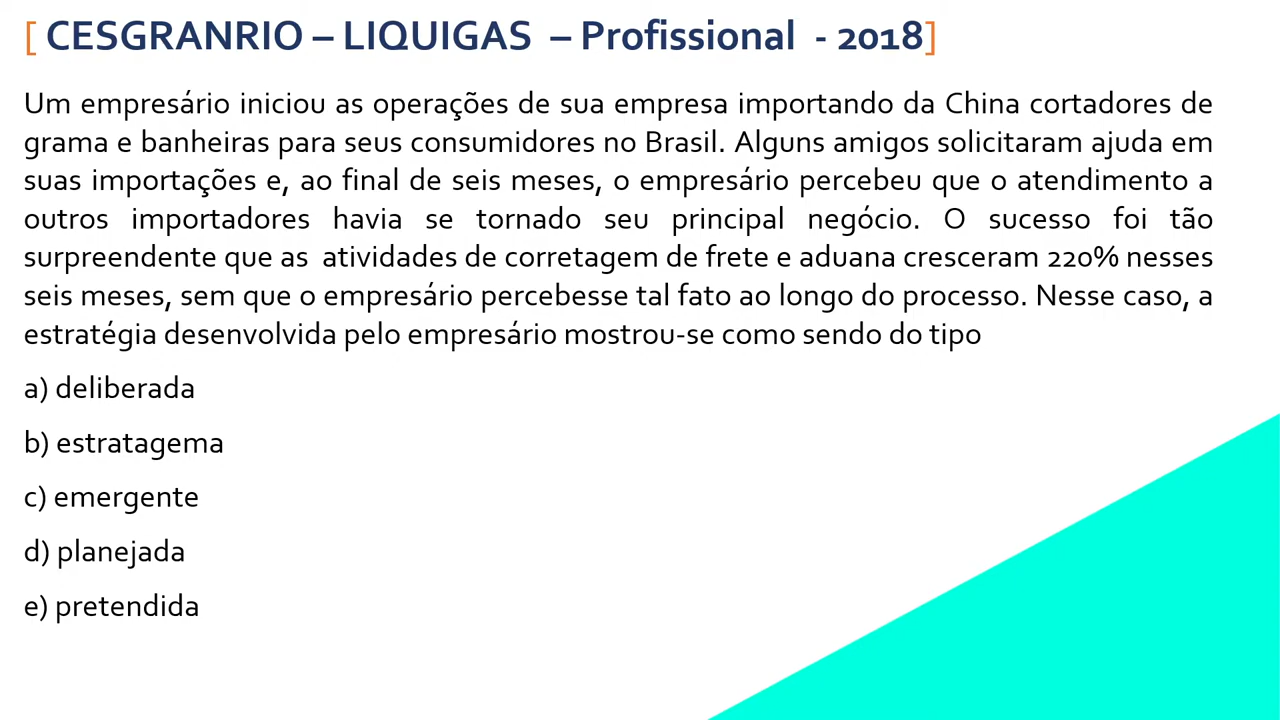 [ CESGRANRIO – LIQUIGAS – Profissional - 2018]
Um empresário iniciou as operações de sua empresa importando da China cortadores de
grama e banheiras para seus consumidores no Brasil. Alguns amigos solicitaram ajuda em
suas importações e, ao final de seis meses, o empresário percebeu que o atendimento a
outros importadores havia se tornado seu principal negócio. O sucesso foi tão
surpreendente que as atividades de corretagem de frete e aduana cresceram 220% nesses
seis meses, sem que o empresário percebesse tal fato ao longo do processo. Nesse caso, a
estratégia desenvolvida pelo empresário mostrou-se como sendo do tipo
a) deliberada
b) estratagema
c) emergente
d) planejada
e) pretendida